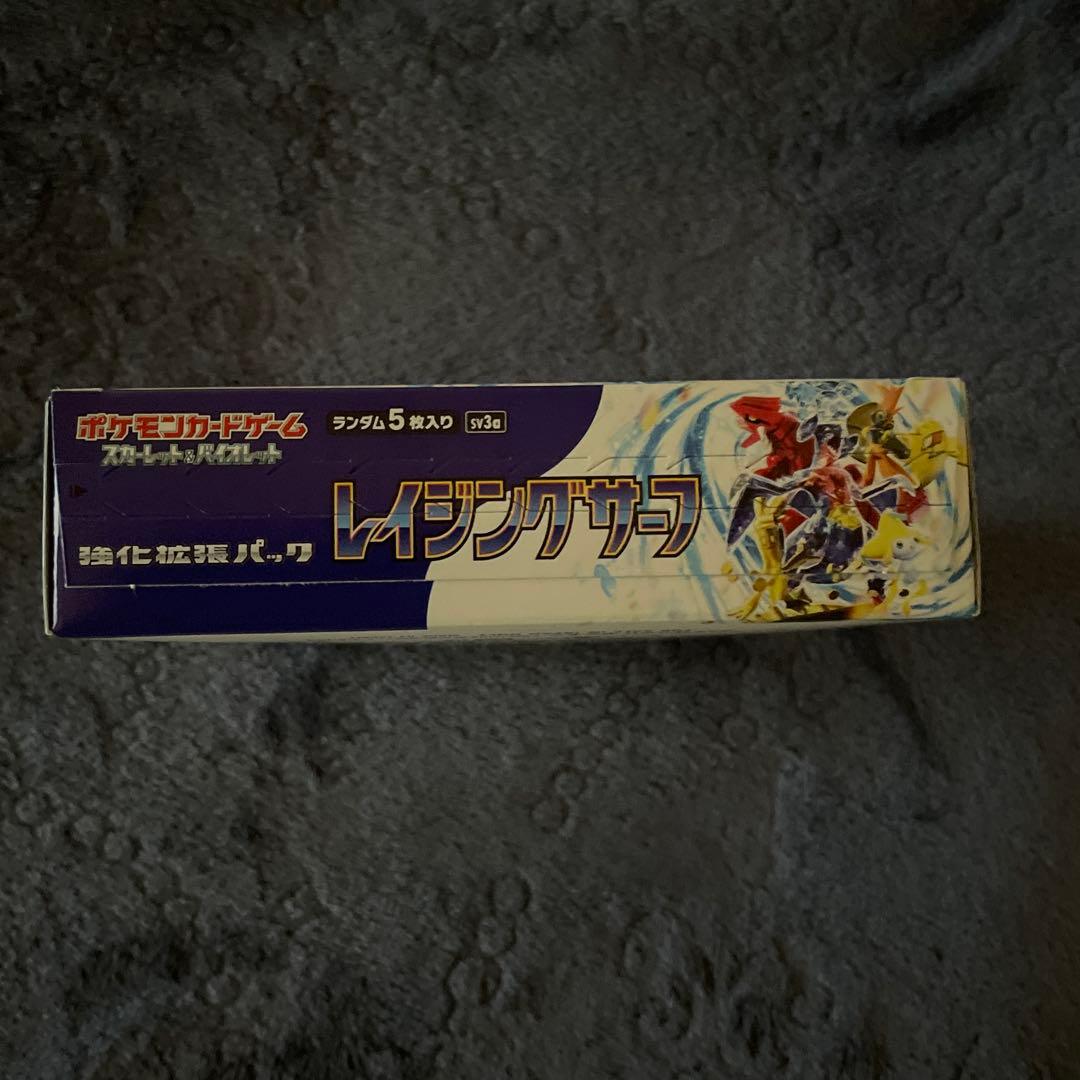 ポケモンカードゲーム
スカーレット&バイオレット
ランダム5枚入り sv3a
強化拡張パック
レイジングサーフ